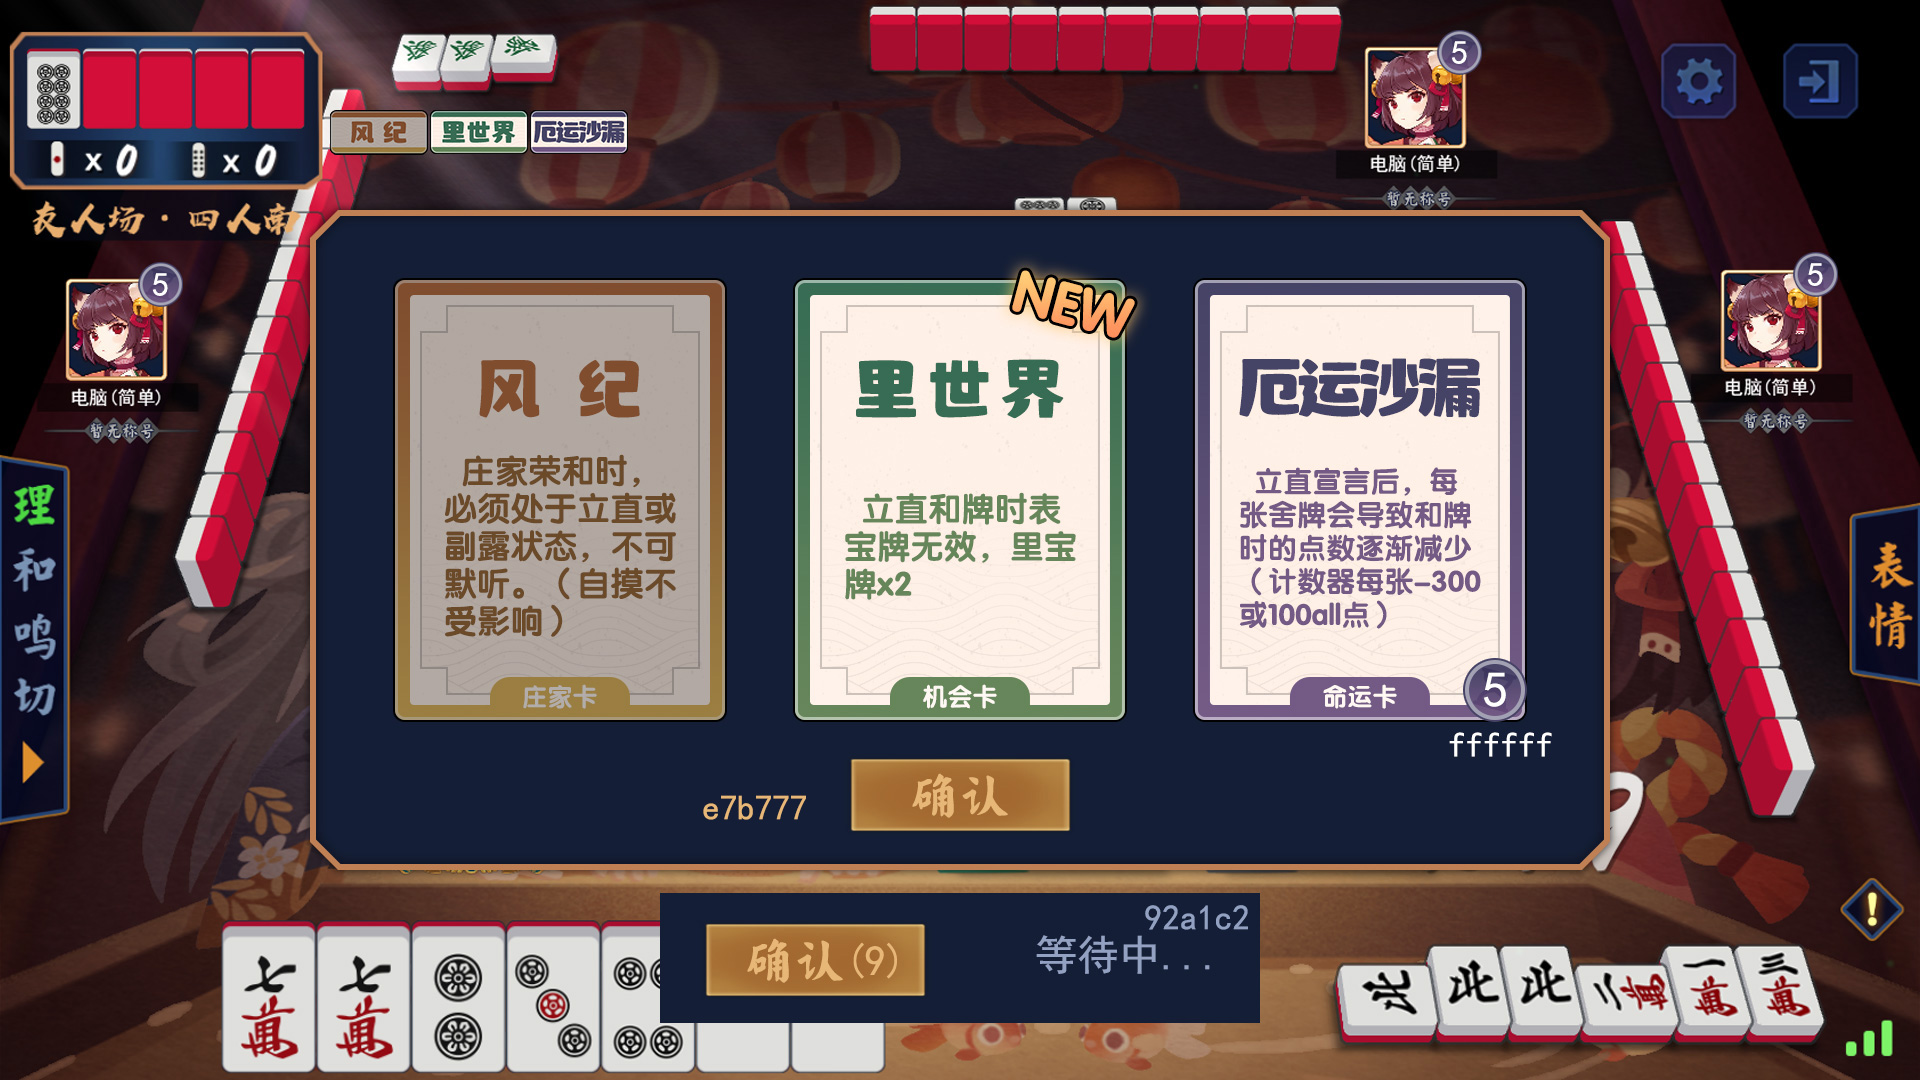 x 0 x 0
友人场·四人南
風 纪 里世界 厄运沙漏
5
电脑(简单)
暂无称号
5
电脑(简单)
暂无称号
5
电脑(简单)
暂无称号
理
和
鸣
切
表
情
NEW
风 纪
庄家荣和时，
必须处于立直或
副露状态，不可
默听。（自摸不
受影响）
庄家卡
里世界
立直和牌时表
宝牌无效，里宝
牌x2
机会卡
厄运沙漏
立直宣言后，每
张舍牌会导致和牌
时的点数逐渐减少
（计数器每张-300
或100all点）
命运卡
5
ffffff
e7b777
确认
92a1c2
确认(9)
等待中...
七萬
七萬
北
北
北
二萬
一萬
三萬